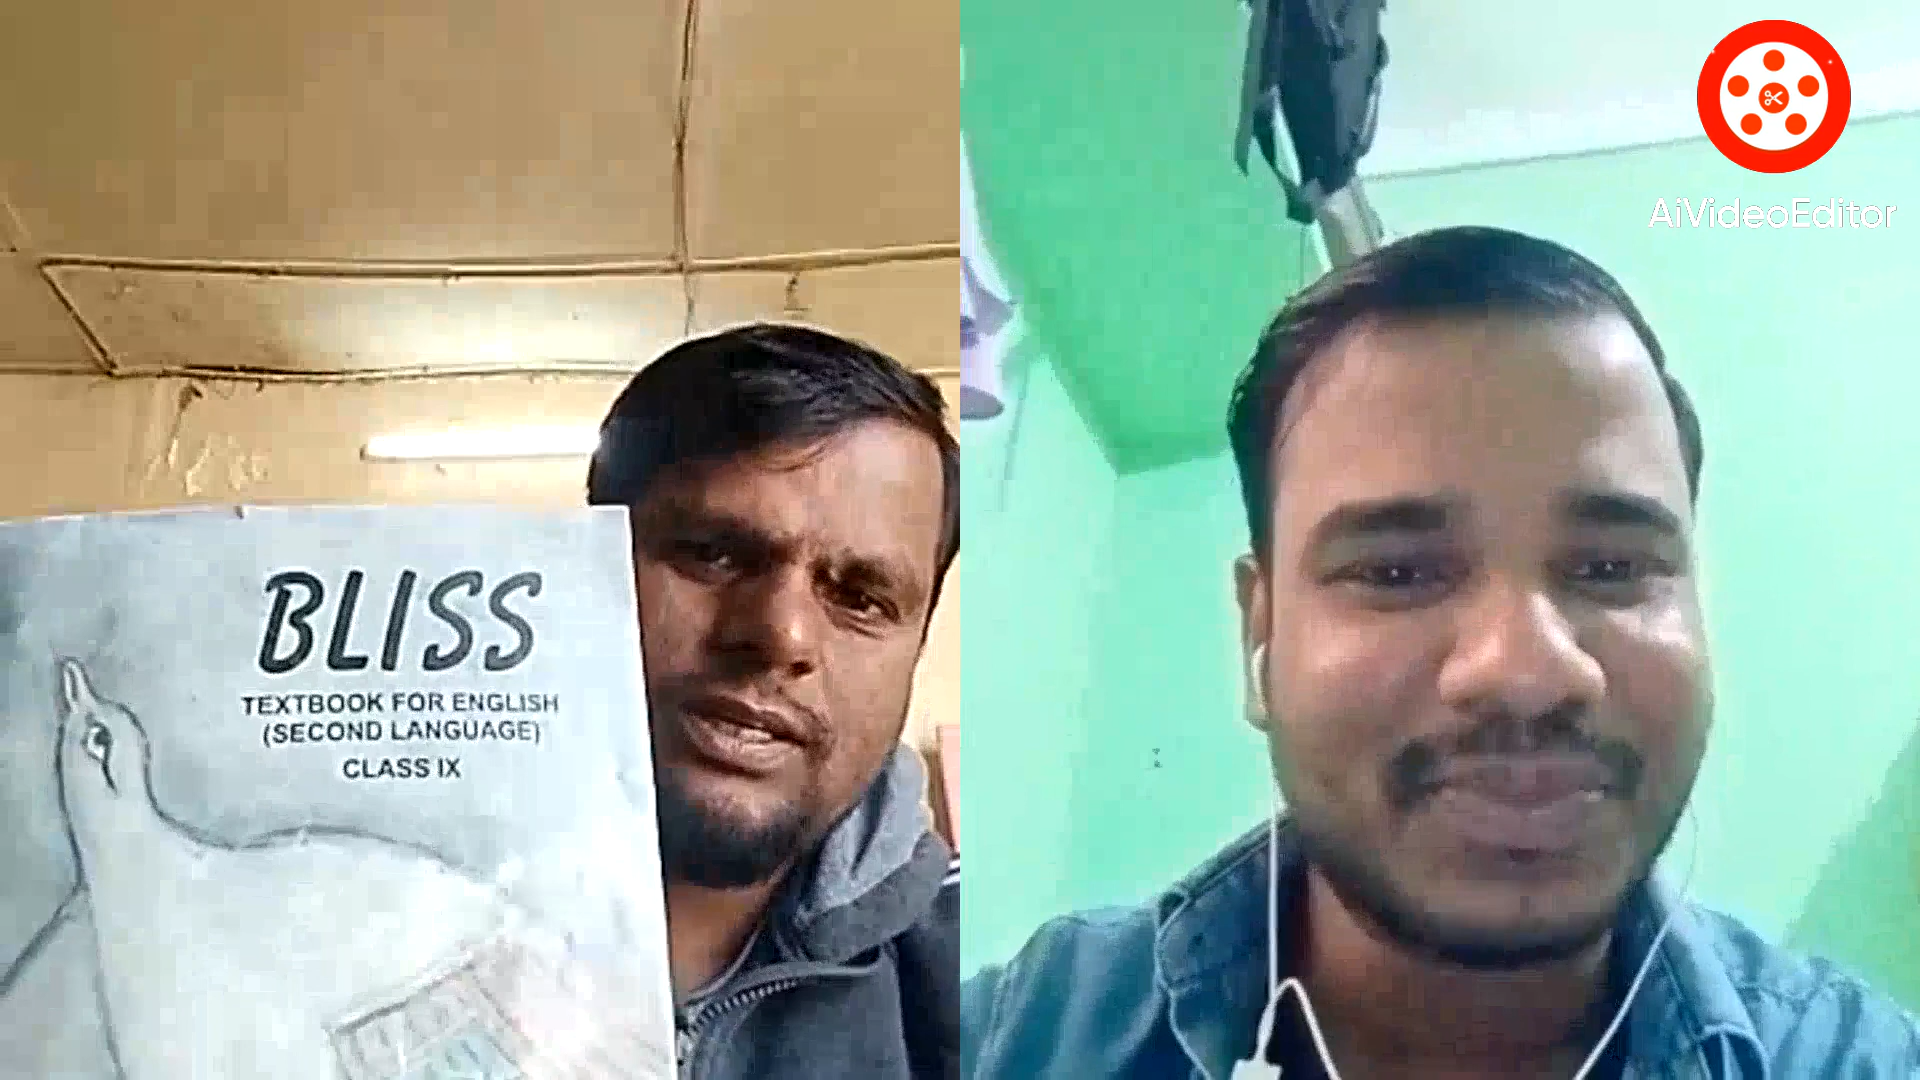 BLISS
TEXTBOOK FOR ENGLISH
(SECOND LANGUAGE)
CLASS IX
AiVideoEditor